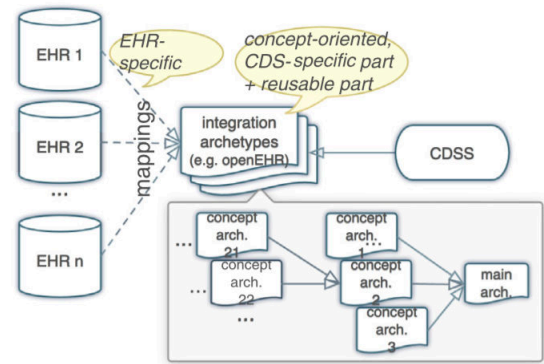 EHR 1
EHR-
specific
concept-oriented,
CDS-specific part
+ reusable part
EHR 2
...
EHR n
mappings
integration
archetypes
(e.g. openEHR)
CDSS
...
concept
arch.
21
...
concept
arch.
22
...
concept
arch.
1...
concept
arch.
2
concept
arch.
3
main
arch.